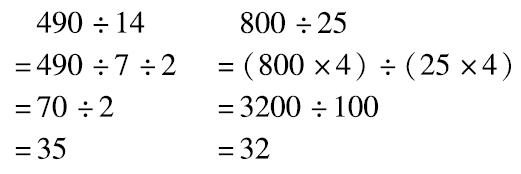 490 ÷ 14
= 490 ÷ 7 ÷ 2
= 70 ÷ 2
= 35
800 ÷ 25
= (800 × 4) ÷ (25 × 4)
= 3200 ÷ 100
= 32